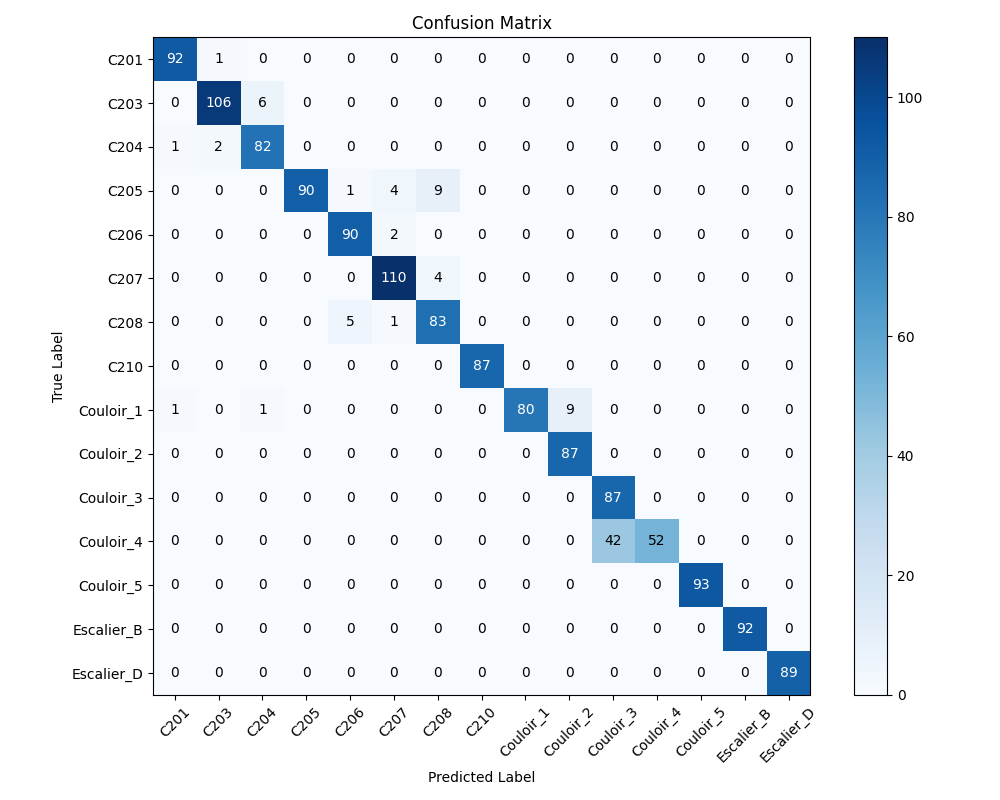 Confusion Matrix
True Label
C201 92 1 0 0 0 0 0 0 0 0 0 0 0 0 0
C203 0 106 6 0 0 0 0 0 0 0 0 0 0 0 0
C204 1 2 82 0 0 0 0 0 0 0 0 0 0 0 0
C205 0 0 0 90 1 4 9 0 0 0 0 0 0 0 0
C206 0 0 0 0 90 2 0 0 0 0 0 0 0 0 0
C207 0 0 0 0 0 110 4 0 0 0 0 0 0 0 0
C208 0 0 0 0 5 1 83 0 0 0 0 0 0 0 0
C210 0 0 0 0 0 0 0 87 0 0 0 0 0 0 0
Couloir_1 1 0 1 0 0 0 0 0 80 9 0 0 0 0 0
Couloir_2 0 0 0 0 0 0 0 0 0 87 0 0 0 0 0
Couloir_3 0 0 0 0 0 0 0 0 0 0 87 0 0 0 0
Couloir_4 0 0 0 0 0 0 0 0 0 0 42 52 0 0 0
Couloir_5 0 0 0 0 0 0 0 0 0 0 0 0 93 0 0
Escalier_B 0 0 0 0 0 0 0 0 0 0 0 0 0 92 0
Escalier_D 0 0 0 0 0 0 0 0 0 0 0 0 0 0 89
C201 C203 C204 C205 C206 C207 C208 C210 Couloir_1 Couloir_2 Couloir_3 Couloir_4 Couloir_5 Escalier_B Escalier_D
Predicted Label
100
80
60
40
20
0